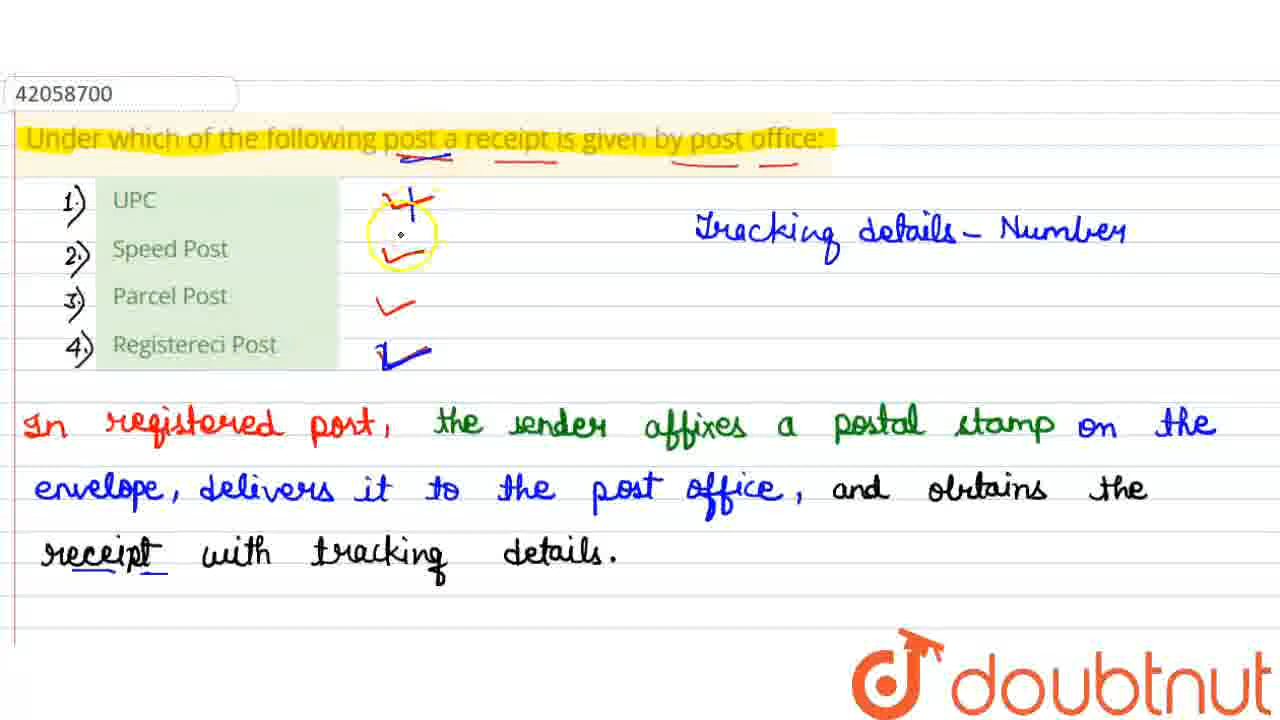 42058700
Under which of the following post a receipt is given by post office:
1.) UPC
2.) Speed Post
3.) Parcel Post
4.) Registereci Post
Tracking details - Number
In registered post, the sender affixes a postal stamp on the
envelope, delivers it to the post office, and obtains the
receipt with tracking details.
doubtnut